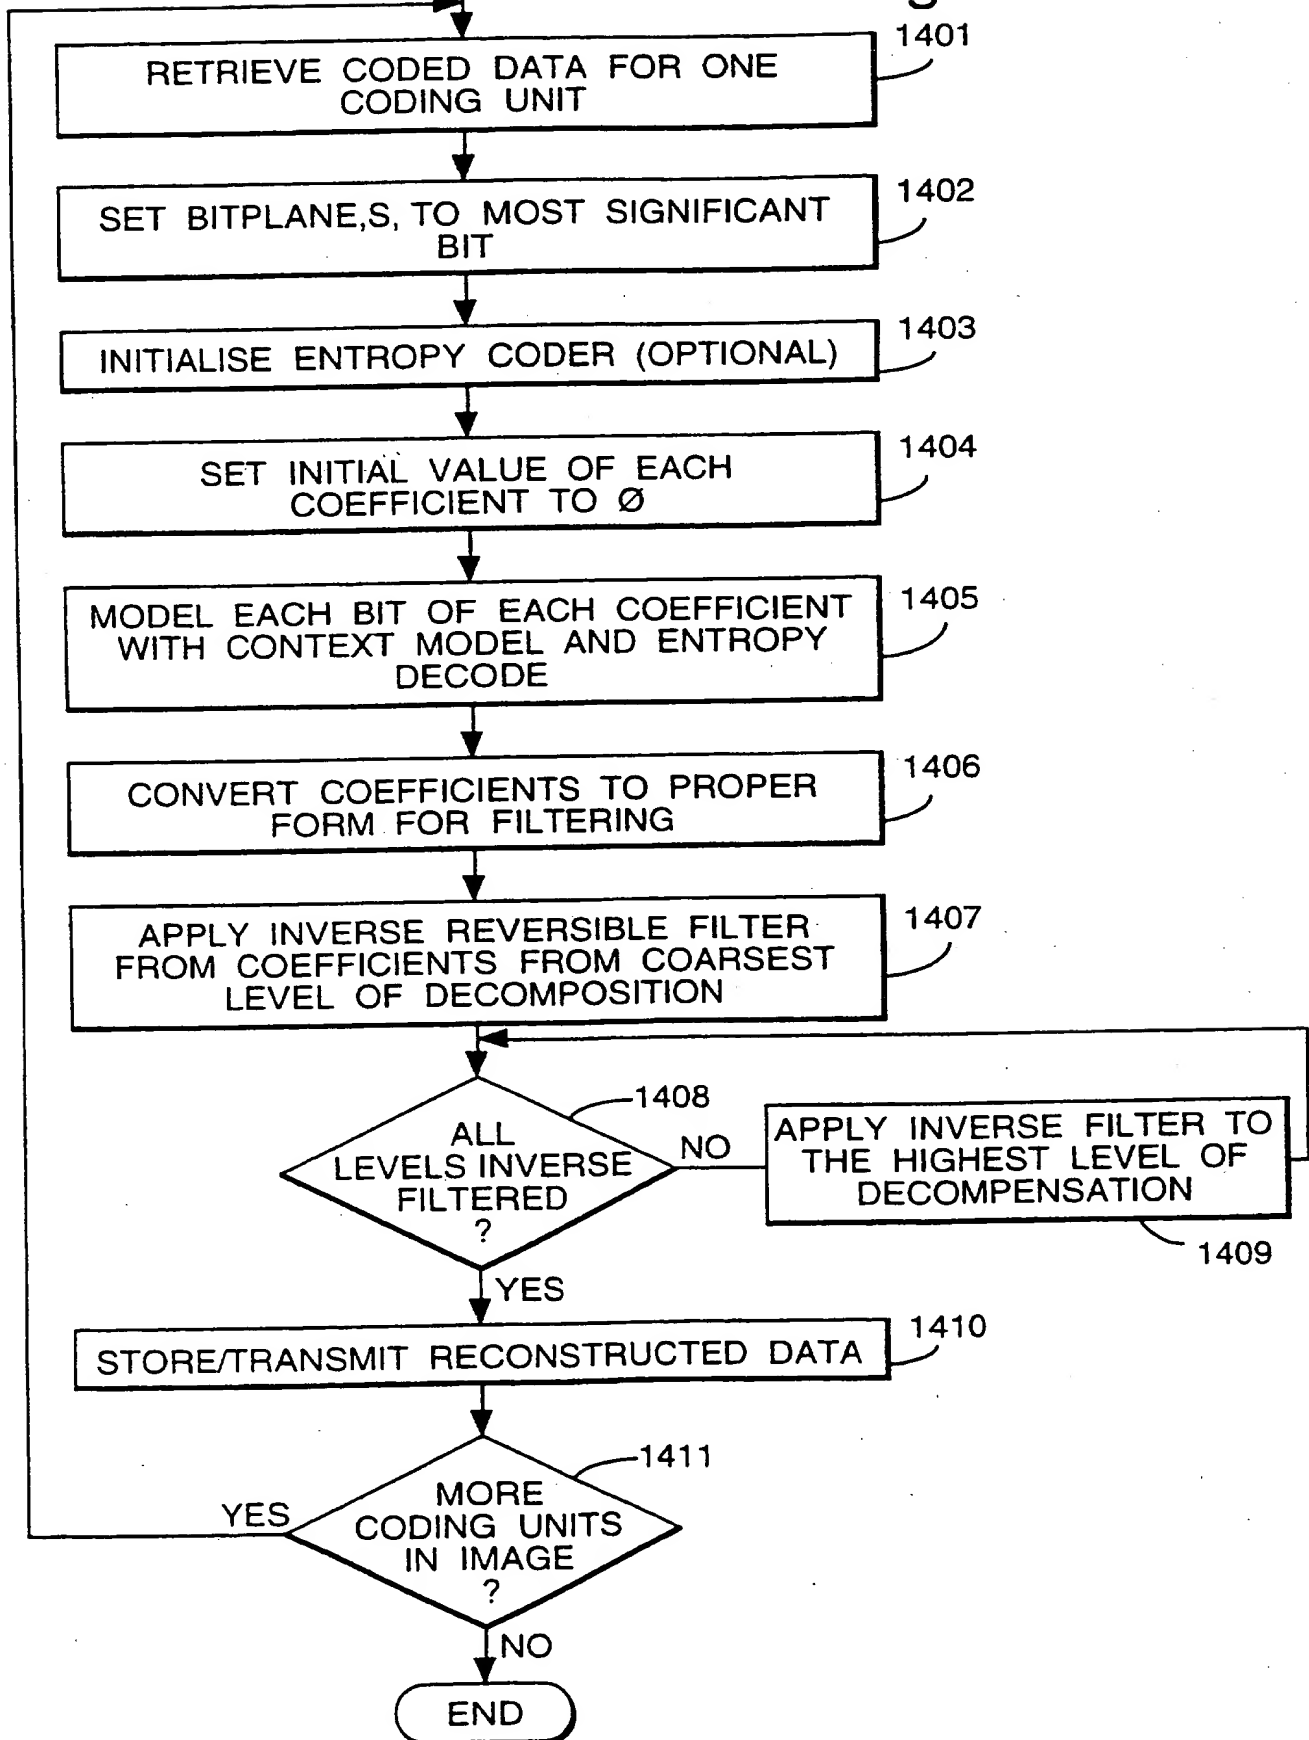 1401
RETRIEVE CODED DATA FOR ONE
CODING UNIT
1402
SET BITPLANE,S, TO MOST SIGNIFICANT
BIT
1403
INITIALISE ENTROPY CODER (OPTIONAL)
1404
SET INITIAL VALUE OF EACH
COEFFICIENT TO Ø
1405
MODEL EACH BIT OF EACH COEFFICIENT
WITH CONTEXT MODEL AND ENTROPY
DECODE
1406
CONVERT COEFFICIENTS TO PROPER
FORM FOR FILTERING
1407
APPLY INVERSE REVERSIBLE FILTER
FROM COEFFICIENTS FROM COARSEST
LEVEL OF DECOMPOSITION
1408
ALL
LEVELS INVERSE
FILTERED
?
NO
APPLY INVERSE FILTER TO
THE HIGHEST LEVEL OF
DECOMPENSATION
1409
YES
1410
STORE/TRANSMIT RECONSTRUCTED DATA
1411
MORE
CODING UNITS
IN IMAGE
?
YES
NO
END